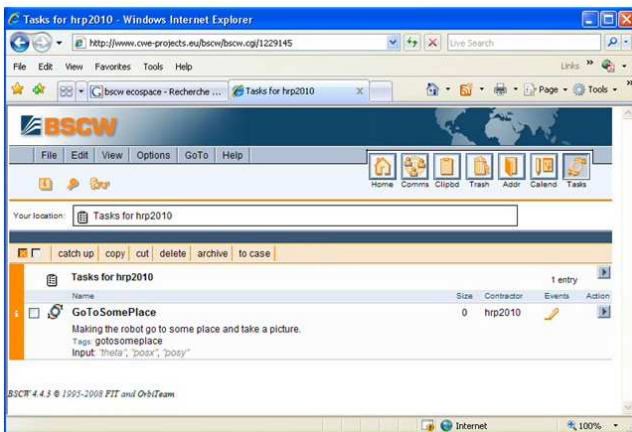 Tasks for hrp2010 - Windows Internet Explorer
http://www.cwe-projects.eu/bscw/bscw.cgi/1229145
Live Search
File Edit View Favorites Tools Help
Links »
bscw ecospace - Recherche ...
Tasks for hrp2010
Page
Tools
BSCW
File Edit View Options GoTo Help
Home Comms Clipbd Trash Addr Calend Tasks
Your location: Tasks for hrp2010
catch up copy cut delete archive to case
Tasks for hrp2010 1 entry
Name Size Contractor Events Action
GoToSomePlace 0 hrp2010
Making the robot go to some place and take a picture.
Tags: gotosomeplace
Input: "theta", "posx", "posy"
BSCW 4.4.3 © 1995-2008 FIT and OrbiTeam
Internet 100%